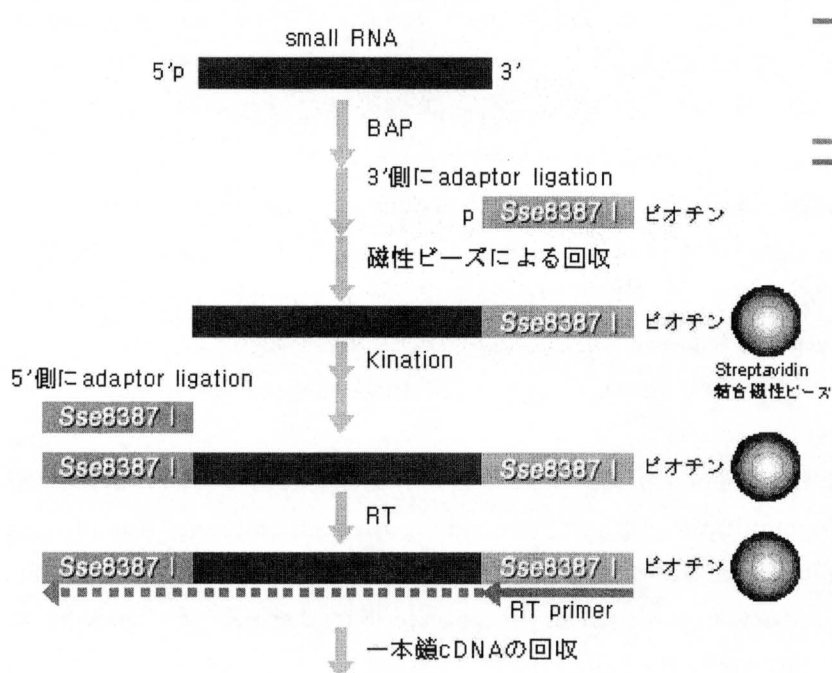 small RNA
5'p 3'
BAP
3'側にadaptor ligation
p Sse8387 I ビオチン
磁性ビーズによる回収
Sse8387 I ビオチン
Streptavidin
結合磁性ビーズ
Kination
5'側にadaptor ligation
Sse8387 I
Sse8387 I Sse8387 I ビオチン
RT
Sse8387 I Sse8387 I ビオチン
RT primer
一本鎖cDNAの回収